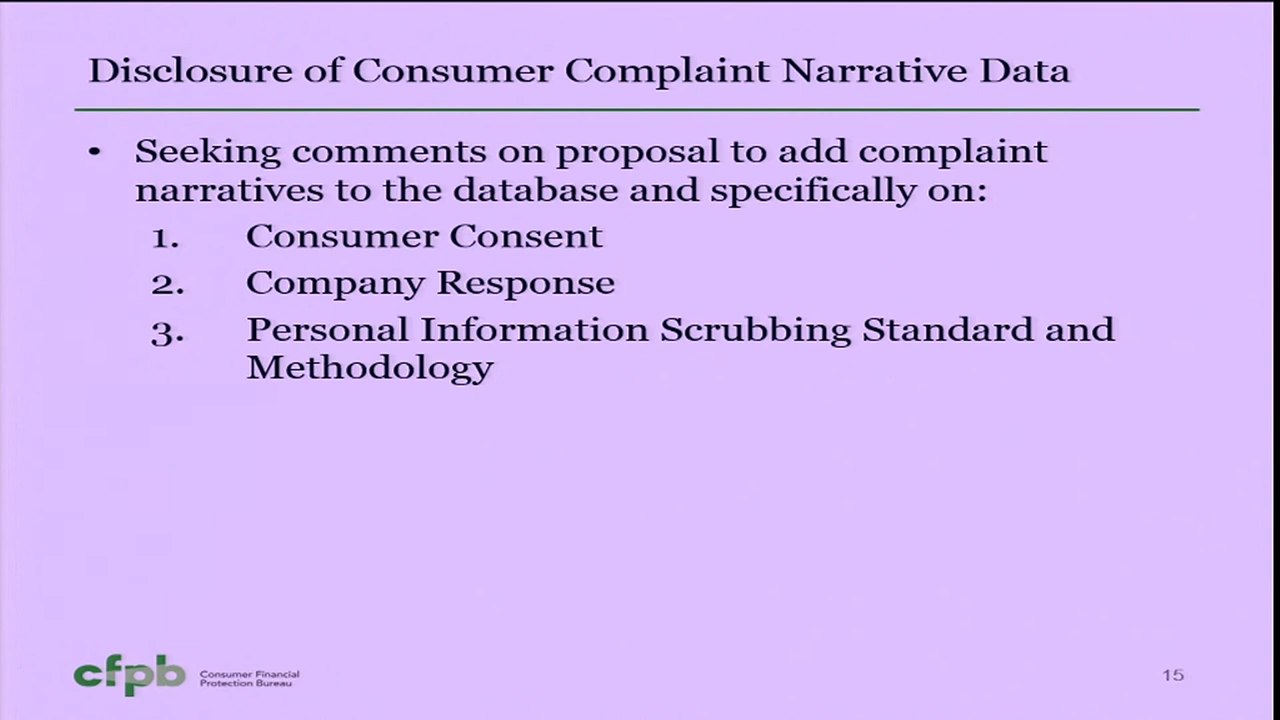 Disclosure of Consumer Complaint Narrative Data
• Seeking comments on proposal to add complaint
narratives to the database and specifically on:
1. Consumer Consent
2. Company Response
3. Personal Information Scrubbing Standard and
Methodology
cfpb
Consumer Financial
Protection Bureau
15